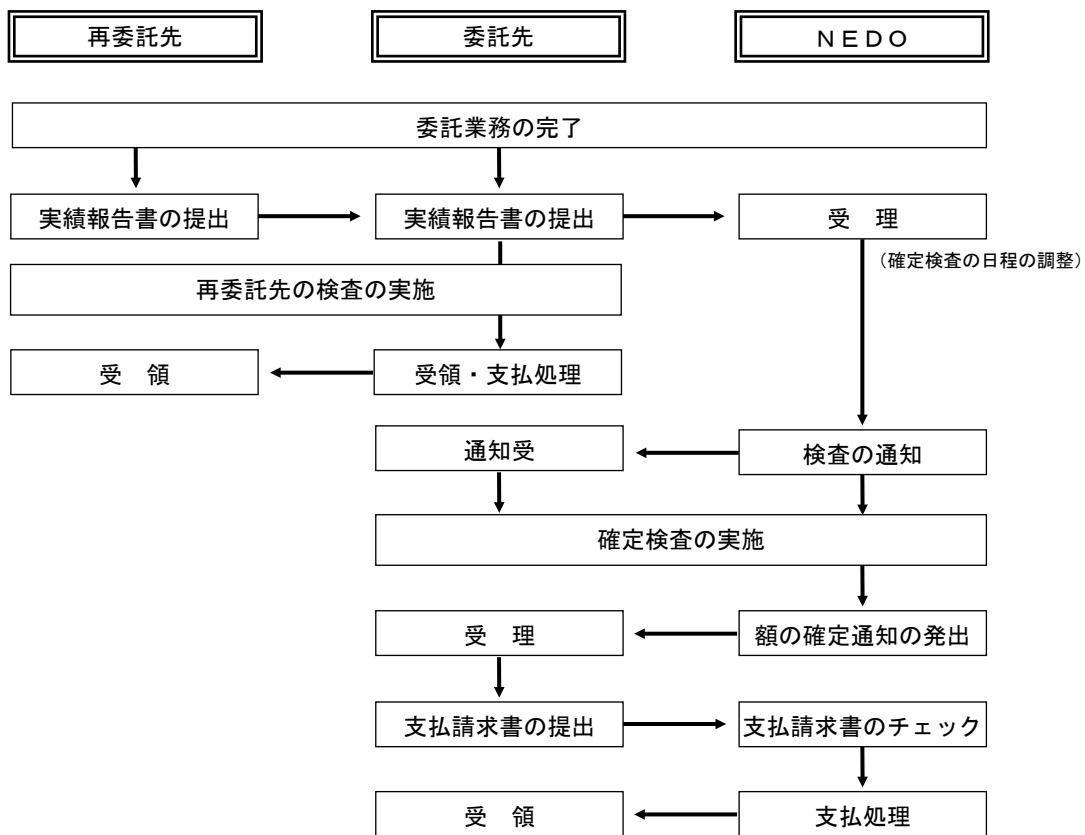 再委託先
委託先
ＮＥＤＯ
委託業務の完了
実績報告書の提出
実績報告書の提出
受　理
（確定検査の日程の調整）
再委託先の検査の実施
受　領
受領・支払処理
通知受
検査の通知
確定検査の実施
受　理
額の確定通知の発出
支払請求書の提出
支払請求書のチェック
受　領
支払処理